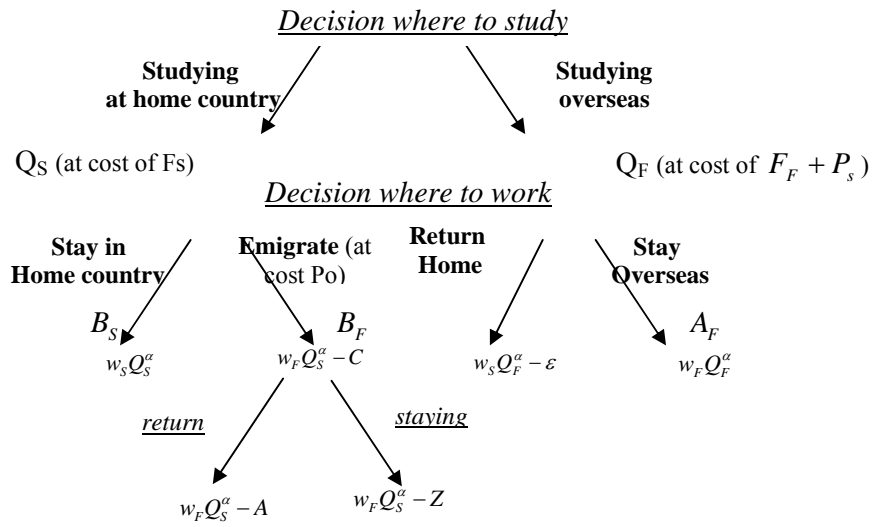 Decision where to study
Studying
at home country
Studying
overseas
Q_S (at cost of Fs)
Q_F (at cost of F_F + P_s)
Decision where to work
Stay in
Home country
Emigrate (at
cost Po)
Return
Home
Stay
Overseas
B_S
B_F
A_F
w_S Q_S^α
w_F Q_S^α − C
w_S Q_F^α − ε
w_F Q_F^α
return
staying
w_F Q_S^α − A
w_F Q_S^α − Z